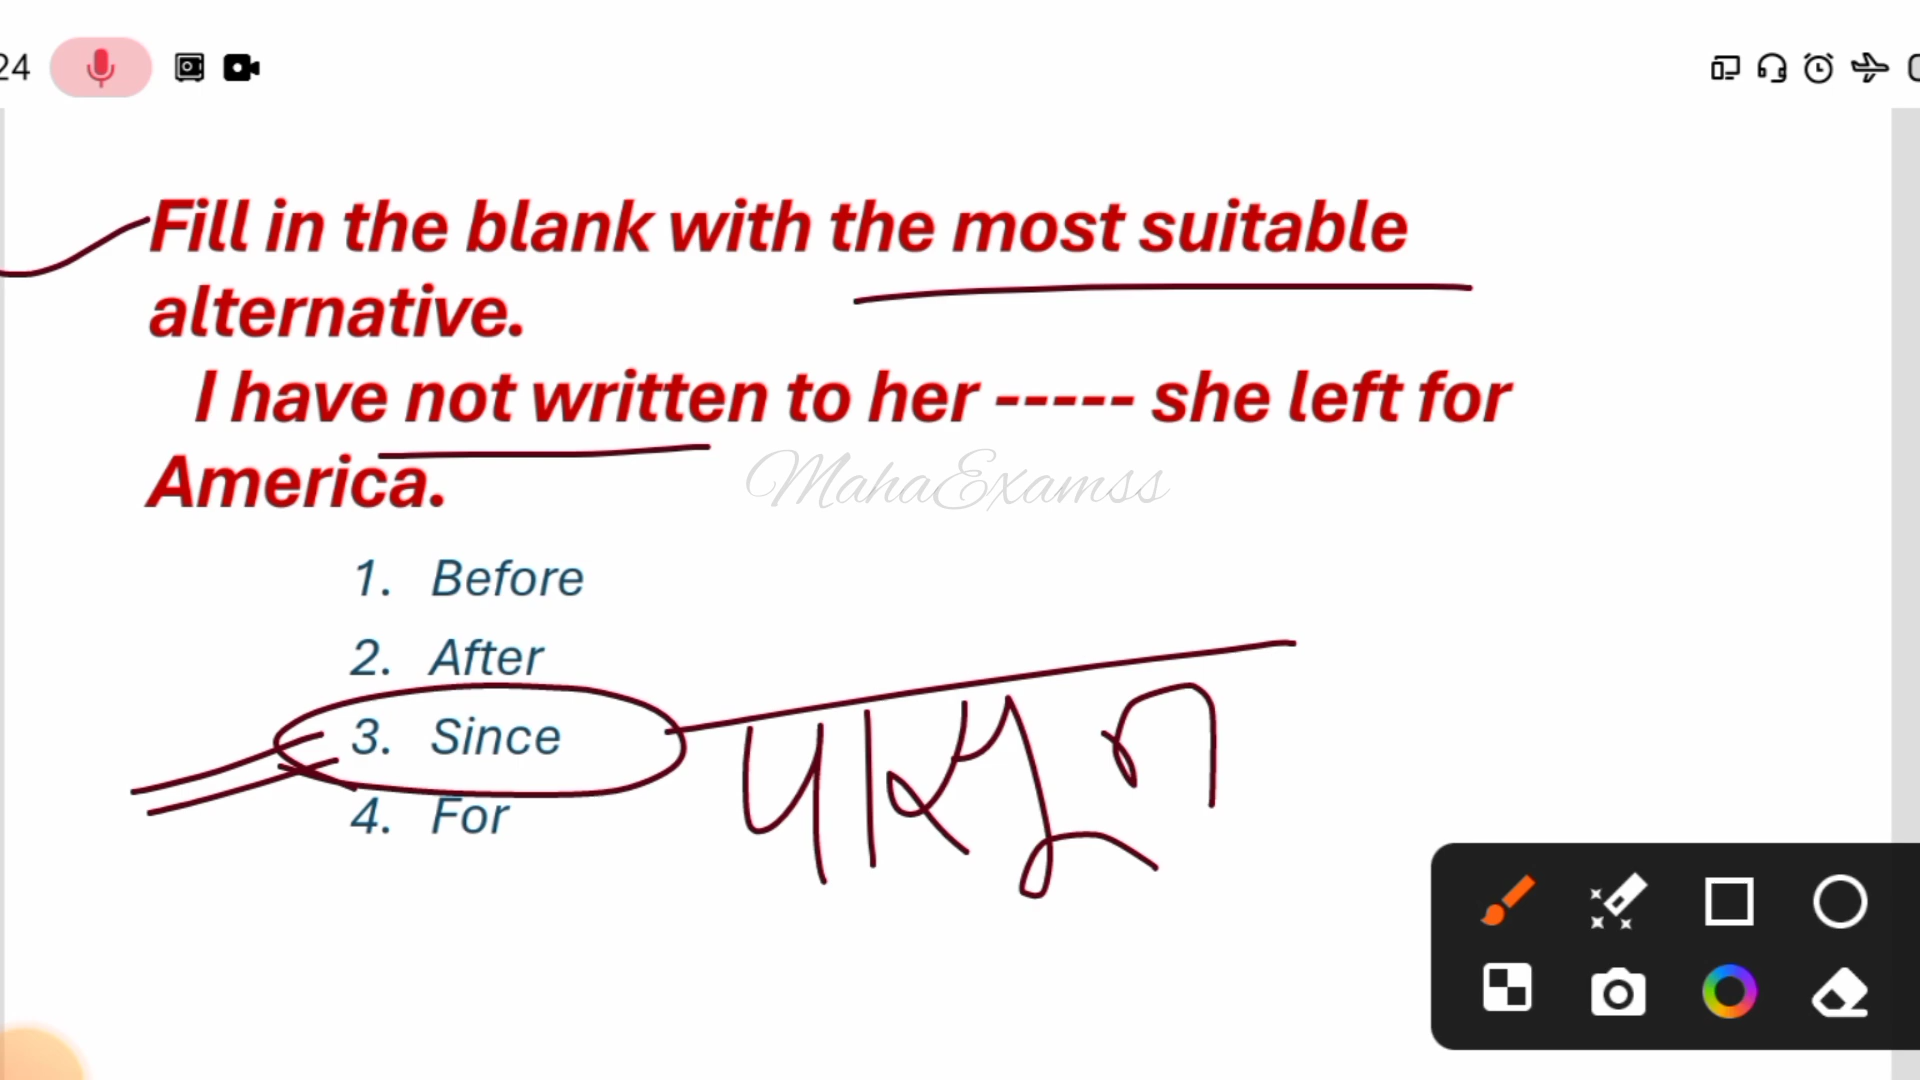 24
Fill in the blank with the most suitable
alternative.
I have not written to her ----- she left for
America.
MahaExamss
1. Before
2. After
3. Since
4. For
पासून